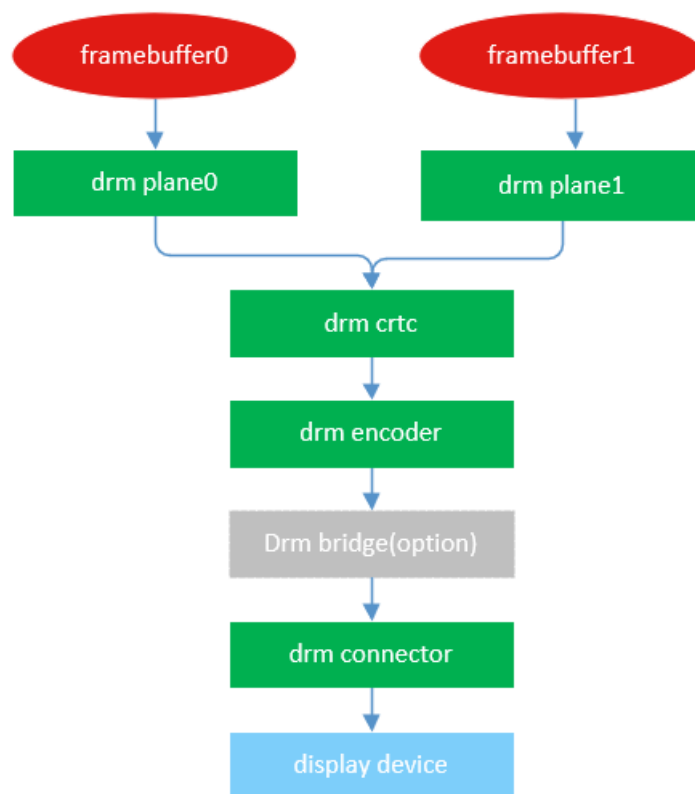 framebuffer0
framebuffer1
drm plane0
drm plane1
drm crtc
drm encoder
Drm bridge(option)
drm connector
display device